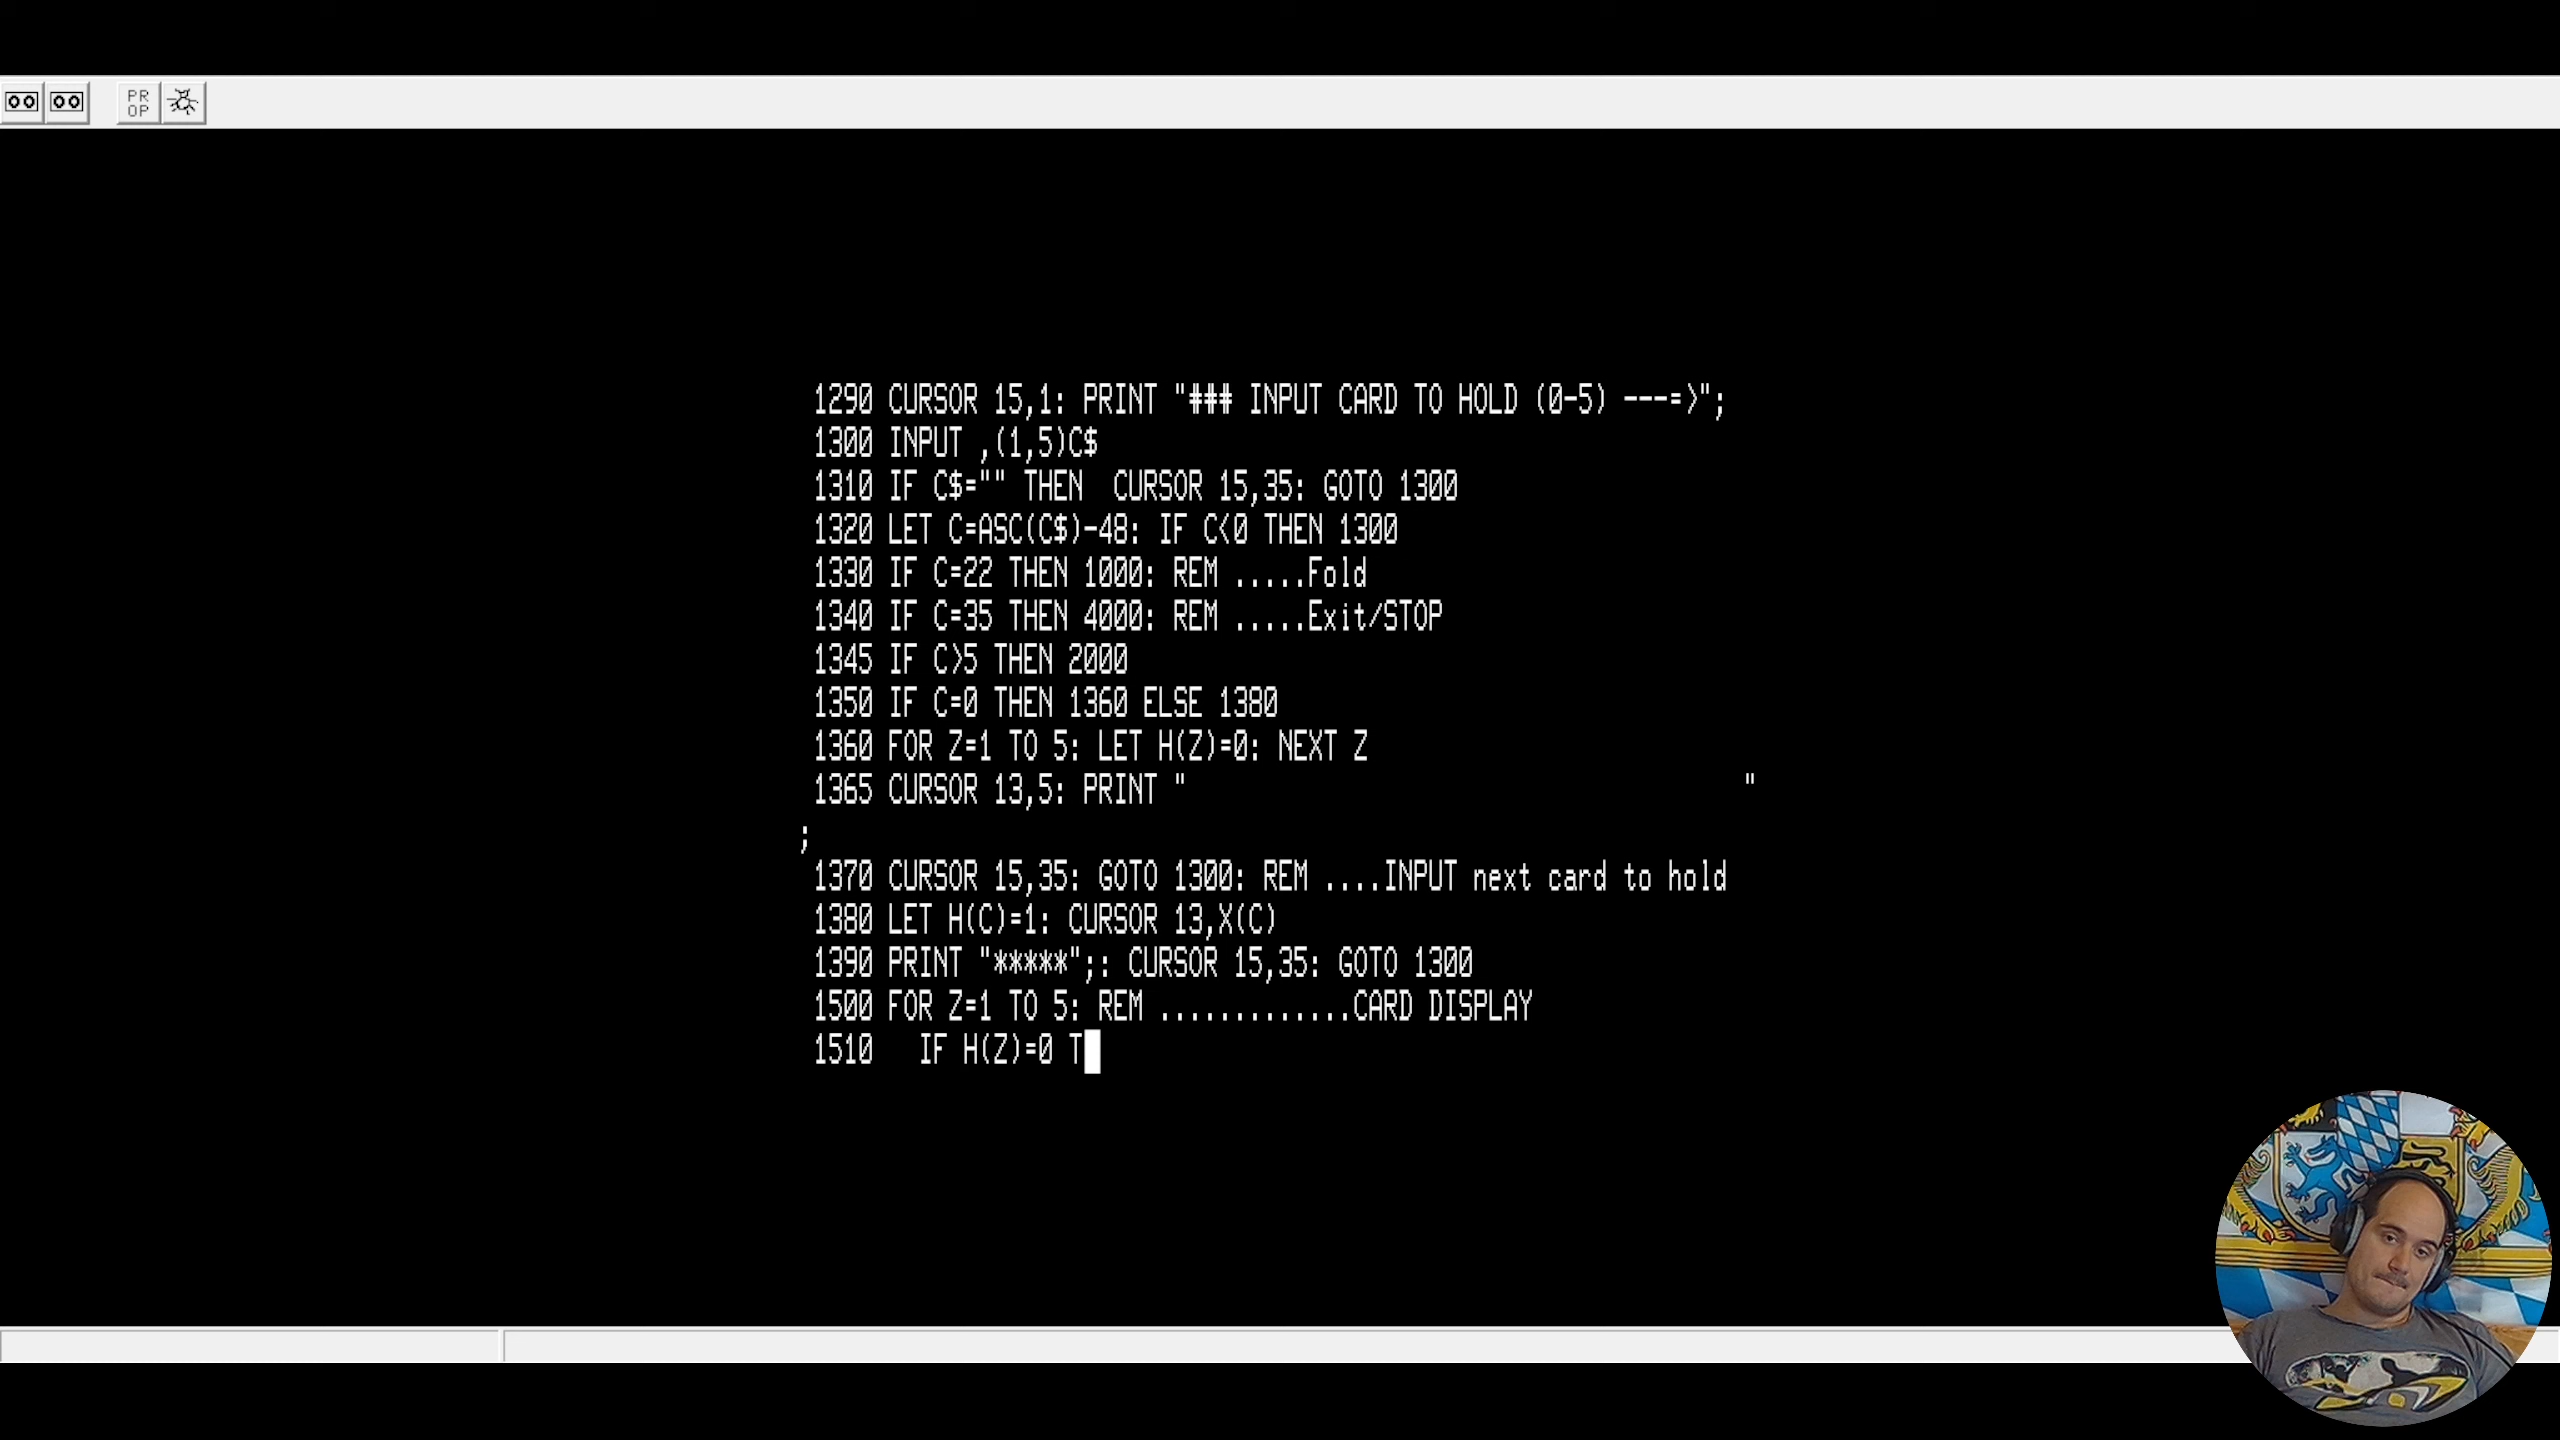 PR
OP
1290 CURSOR 15,1: PRINT "### INPUT CARD TO HOLD (0-5) ---=>";
1300 INPUT ,(1,5)C$
1310 IF C$="" THEN  CURSOR 15,35: GOTO 1300
1320 LET C=ASC(C$)-48: IF C<0 THEN 1300
1330 IF C=22 THEN 1000: REM .....Fold
1340 IF C=35 THEN 4000: REM .....Exit/STOP
1345 IF C>5 THEN 2000
1350 IF C=0 THEN 1360 ELSE 1380
1360 FOR Z=1 TO 5: LET H(Z)=0: NEXT Z
1365 CURSOR 13,5: PRINT "                                     "
;
1370 CURSOR 15,35: GOTO 1300: REM ....INPUT next card to hold
1380 LET H(C)=1: CURSOR 13,X(C)
1390 PRINT "*****";: CURSOR 15,35: GOTO 1300
1500 FOR Z=1 TO 5: REM .............CARD DISPLAY
1510   IF H(Z)=0 T